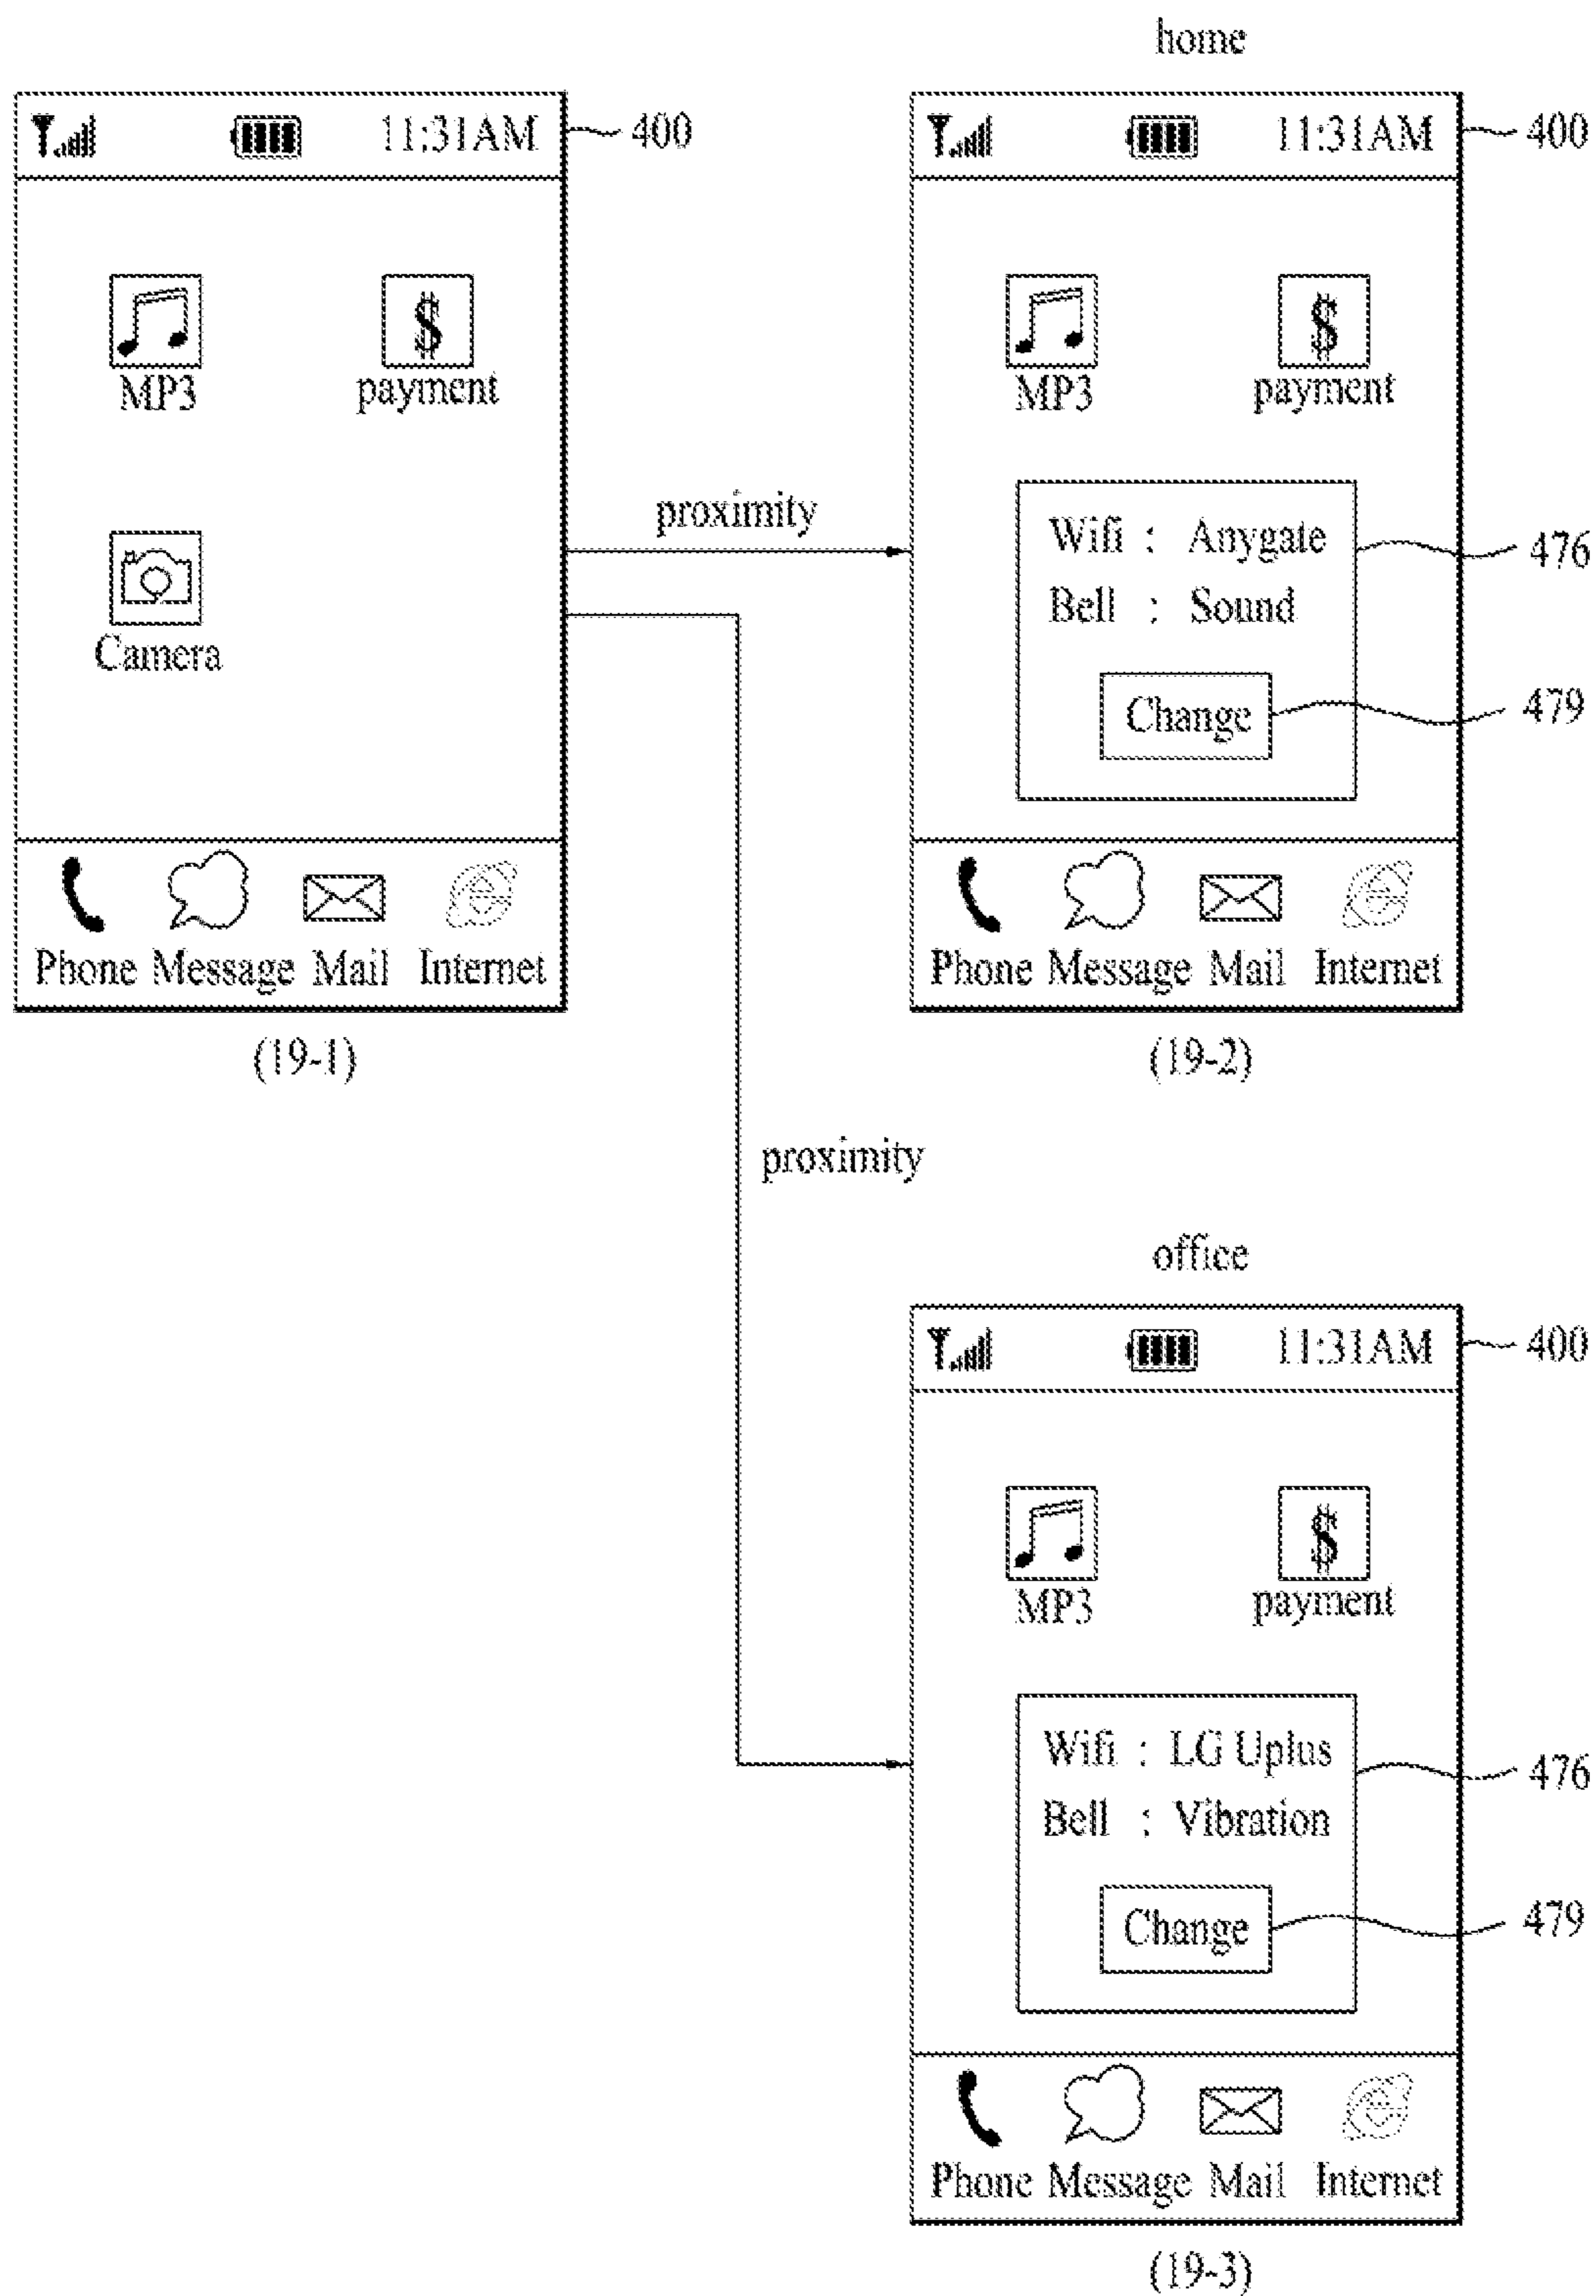 home
11:31AM
400
MP3
payment
Camera
Phone Message Mail Internet
(19-1)
proximity
11:31AM
400
MP3
payment
Wifi : Anygate
Bell : Sound
476
Change
479
Phone Message Mail Internet
(19-2)
proximity
office
11:31AM
400
MP3
payment
Wifi : LG Uplus
Bell : Vibration
476
Change
479
Phone Message Mail Internet
(19-3)